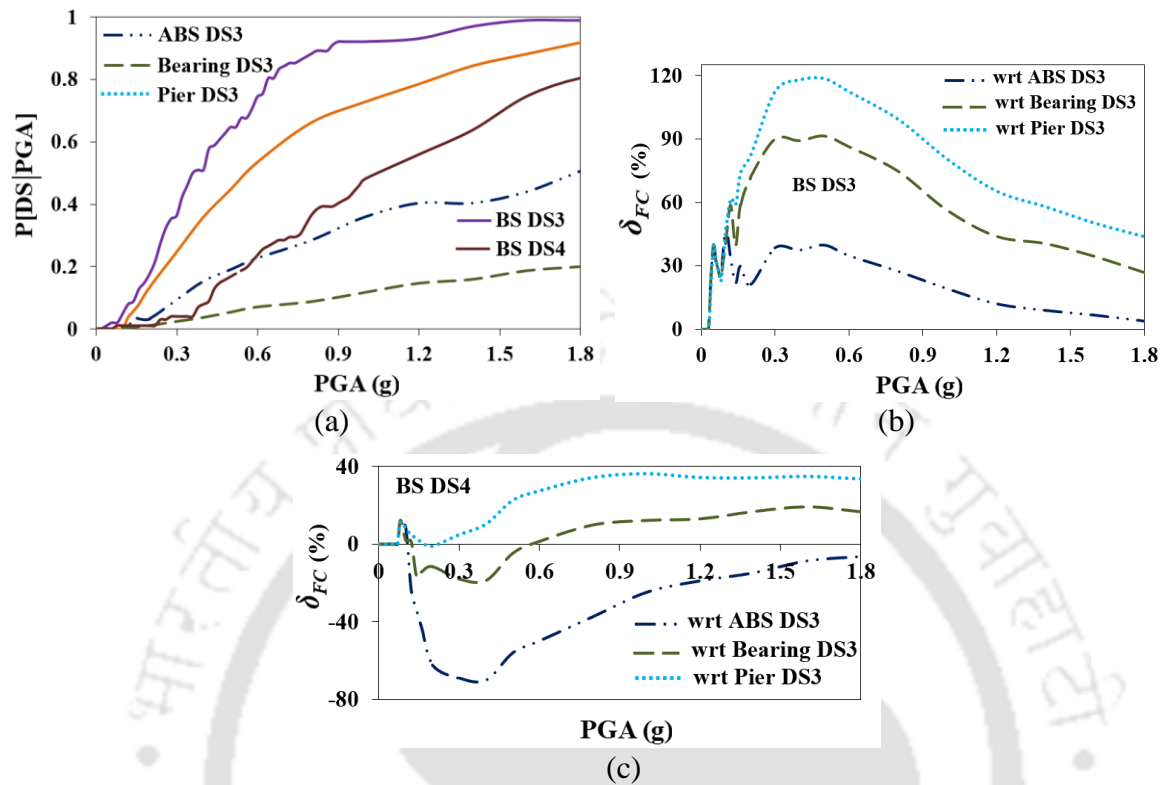 1
0.8
0.6
0.4
0.2
0
P[DS|PGA]
ABS DS3
Bearing DS3
Pier DS3
BS DS3
BS DS4
0 0.3 0.6 0.9 1.2 1.5 1.8
PGA (g)
(a)
120
90
60
30
0
δFC (%)
wrt ABS DS3
wrt Bearing DS3
wrt Pier DS3
BS DS3
0 0.3 0.6 0.9 1.2 1.5 1.8
PGA (g)
(b)
40
0
-40
-80
δFC (%)
BS DS4
0 0.3 0.6 0.9 1.2 1.5 1.8
wrt ABS DS3
wrt Bearing DS3
wrt Pier DS3
PGA (g)
(c)